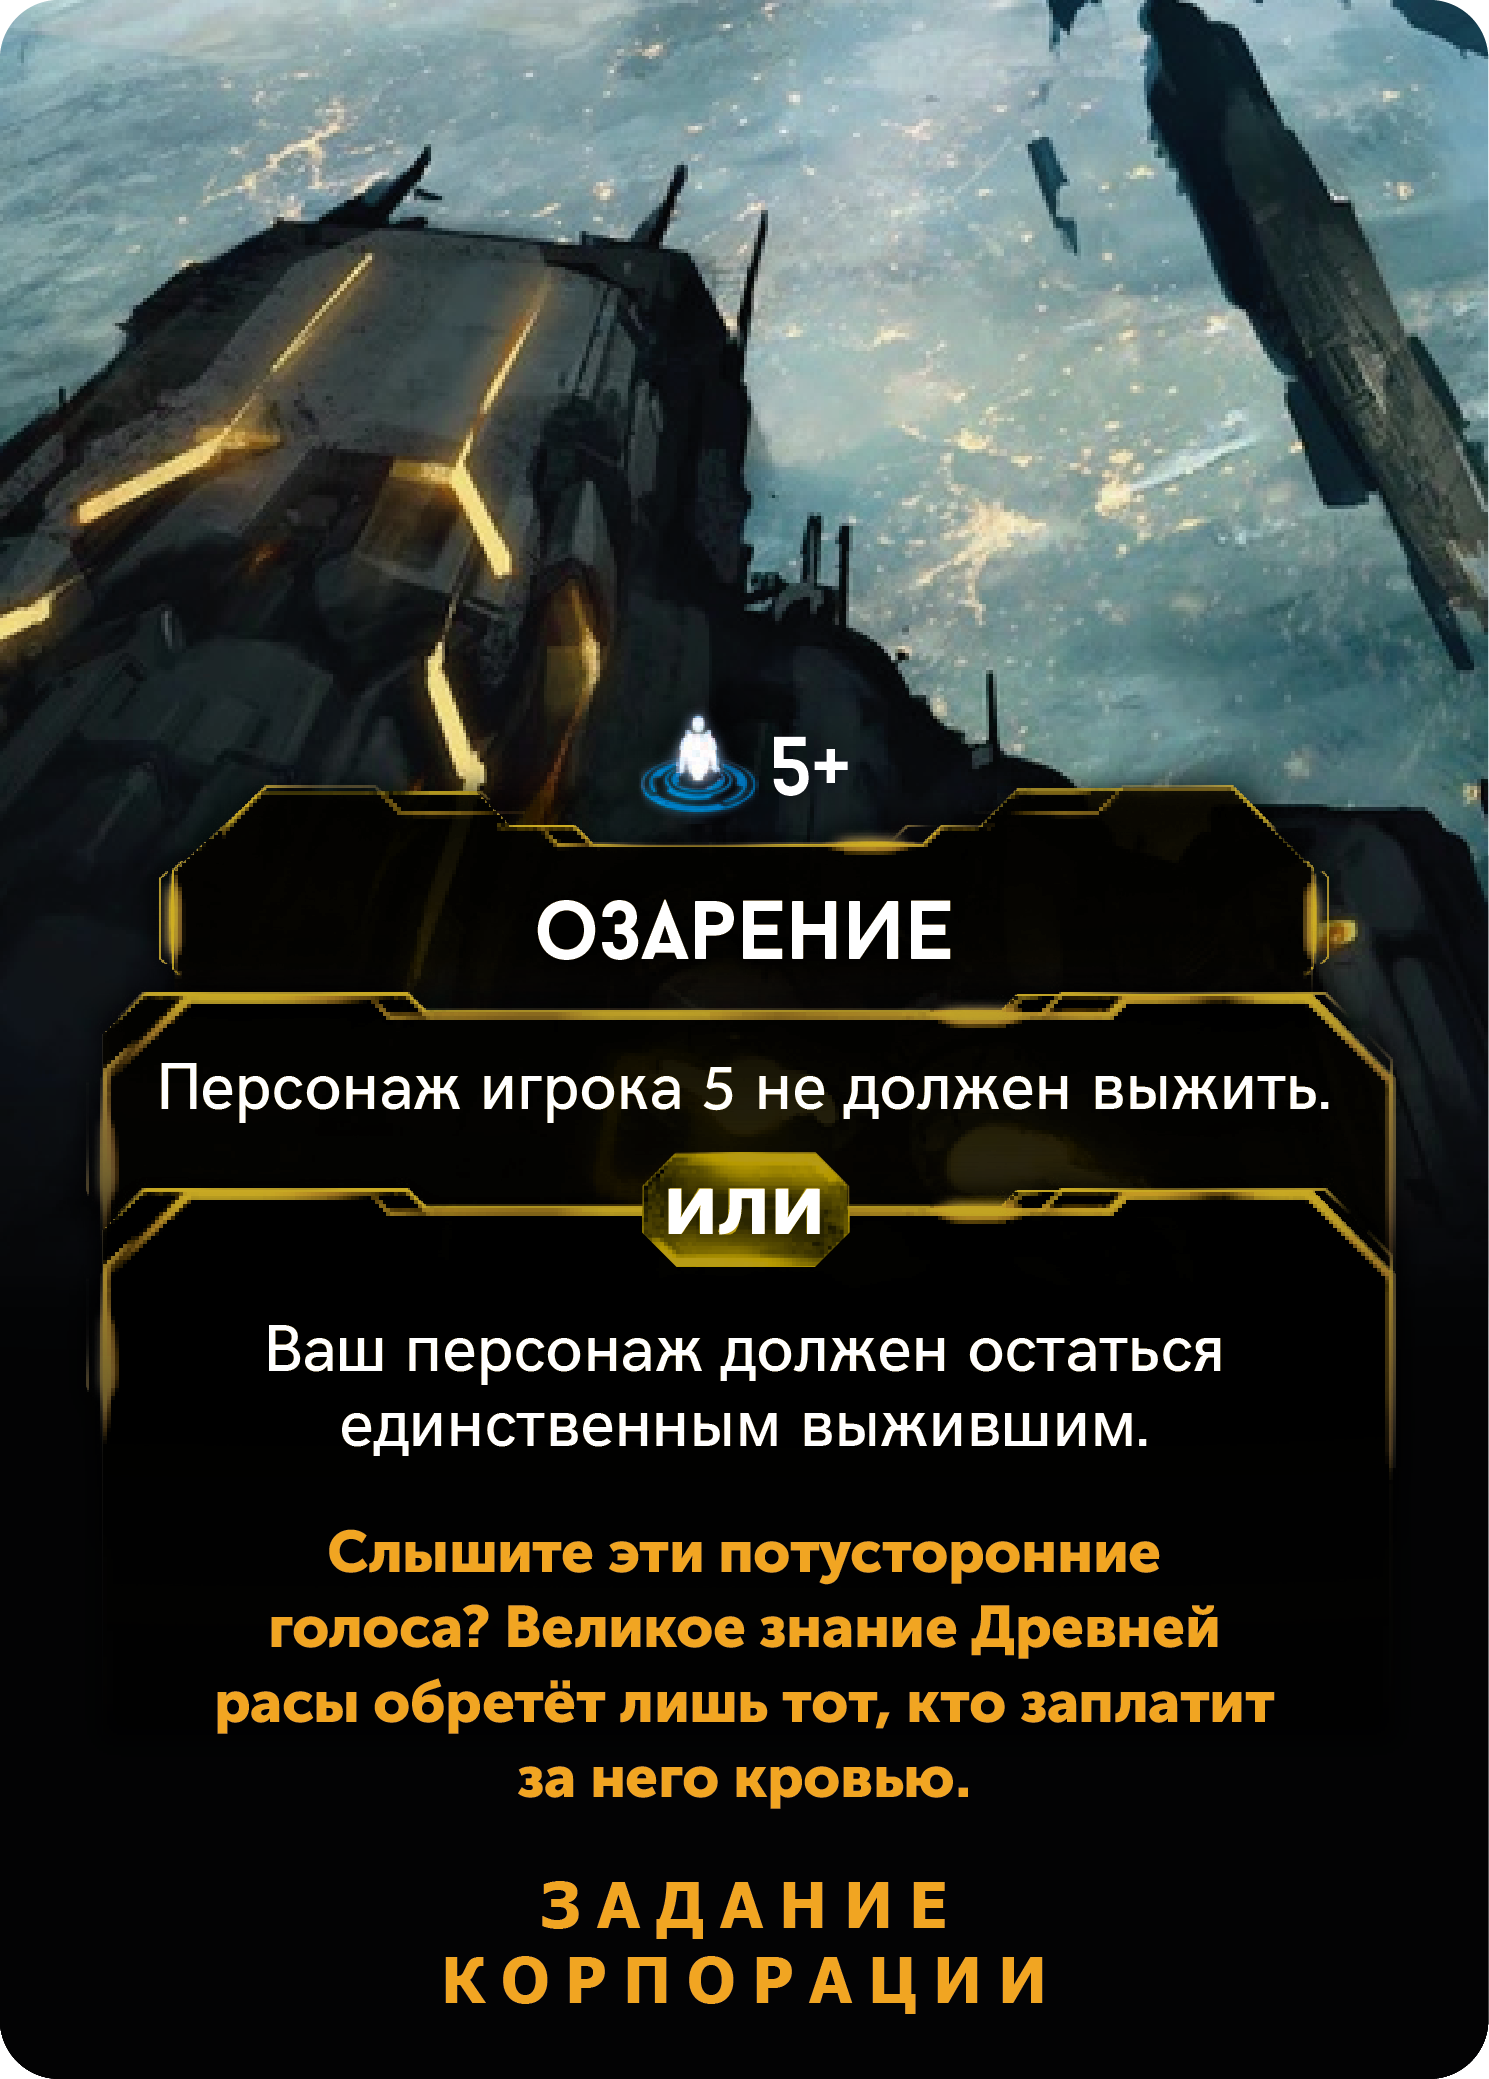 5+
ОЗАРЕНИЕ
Персонаж игрока 5 не должен выжить.
или
Ваш персонаж должен остаться
единственным выжившим.
Слышите эти потусторонние
голоса? Великое знание Древней
расы обретёт лишь тот, кто заплатит
за него кровью.
ЗАДАНИЕ
КОРПОРАЦИИ